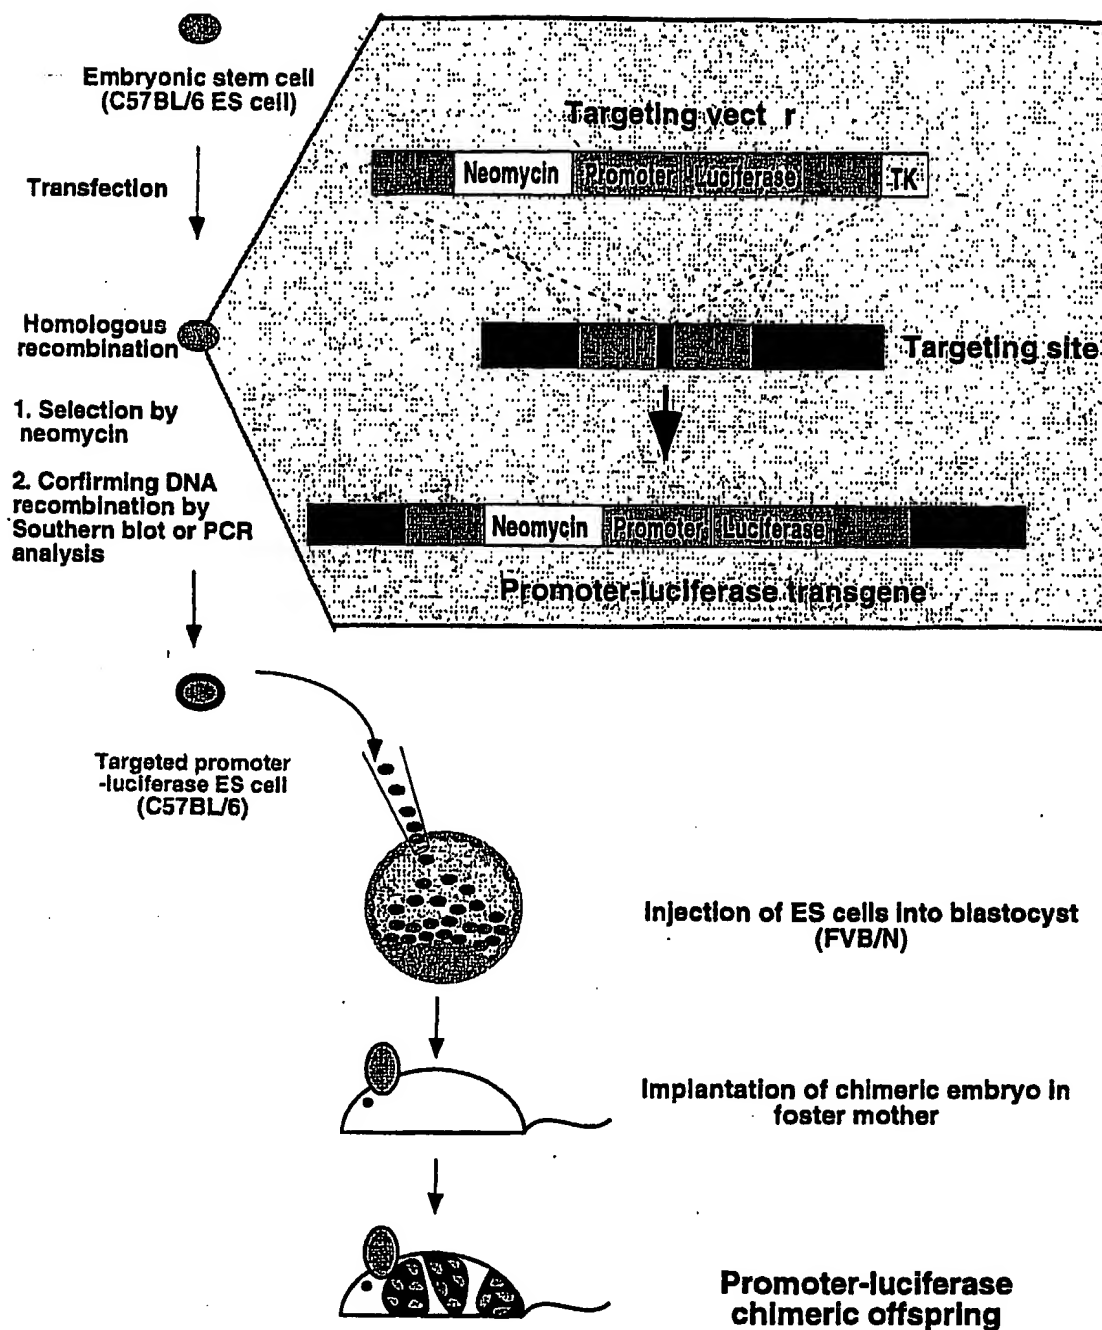 Embryonic stem cell
(C57BL/6 ES cell)
Transfection
Homologous
recombination
1. Selection by
neomycin
2. Confirming DNA
recombination by
Southern blot or PCR
analysis
Targeting vect r
Neomycin Promoter Luciferase TK
Targeting site
Neomycin Promoter Luciferase
Promoter-luciferase transgene
Targeted promoter
-luciferase ES cell
(C57BL/6)
Injection of ES cells into blastocyst
(FVB/N)
Implantation of chimeric embryo in
foster mother
Promoter-luciferase
chimeric offspring